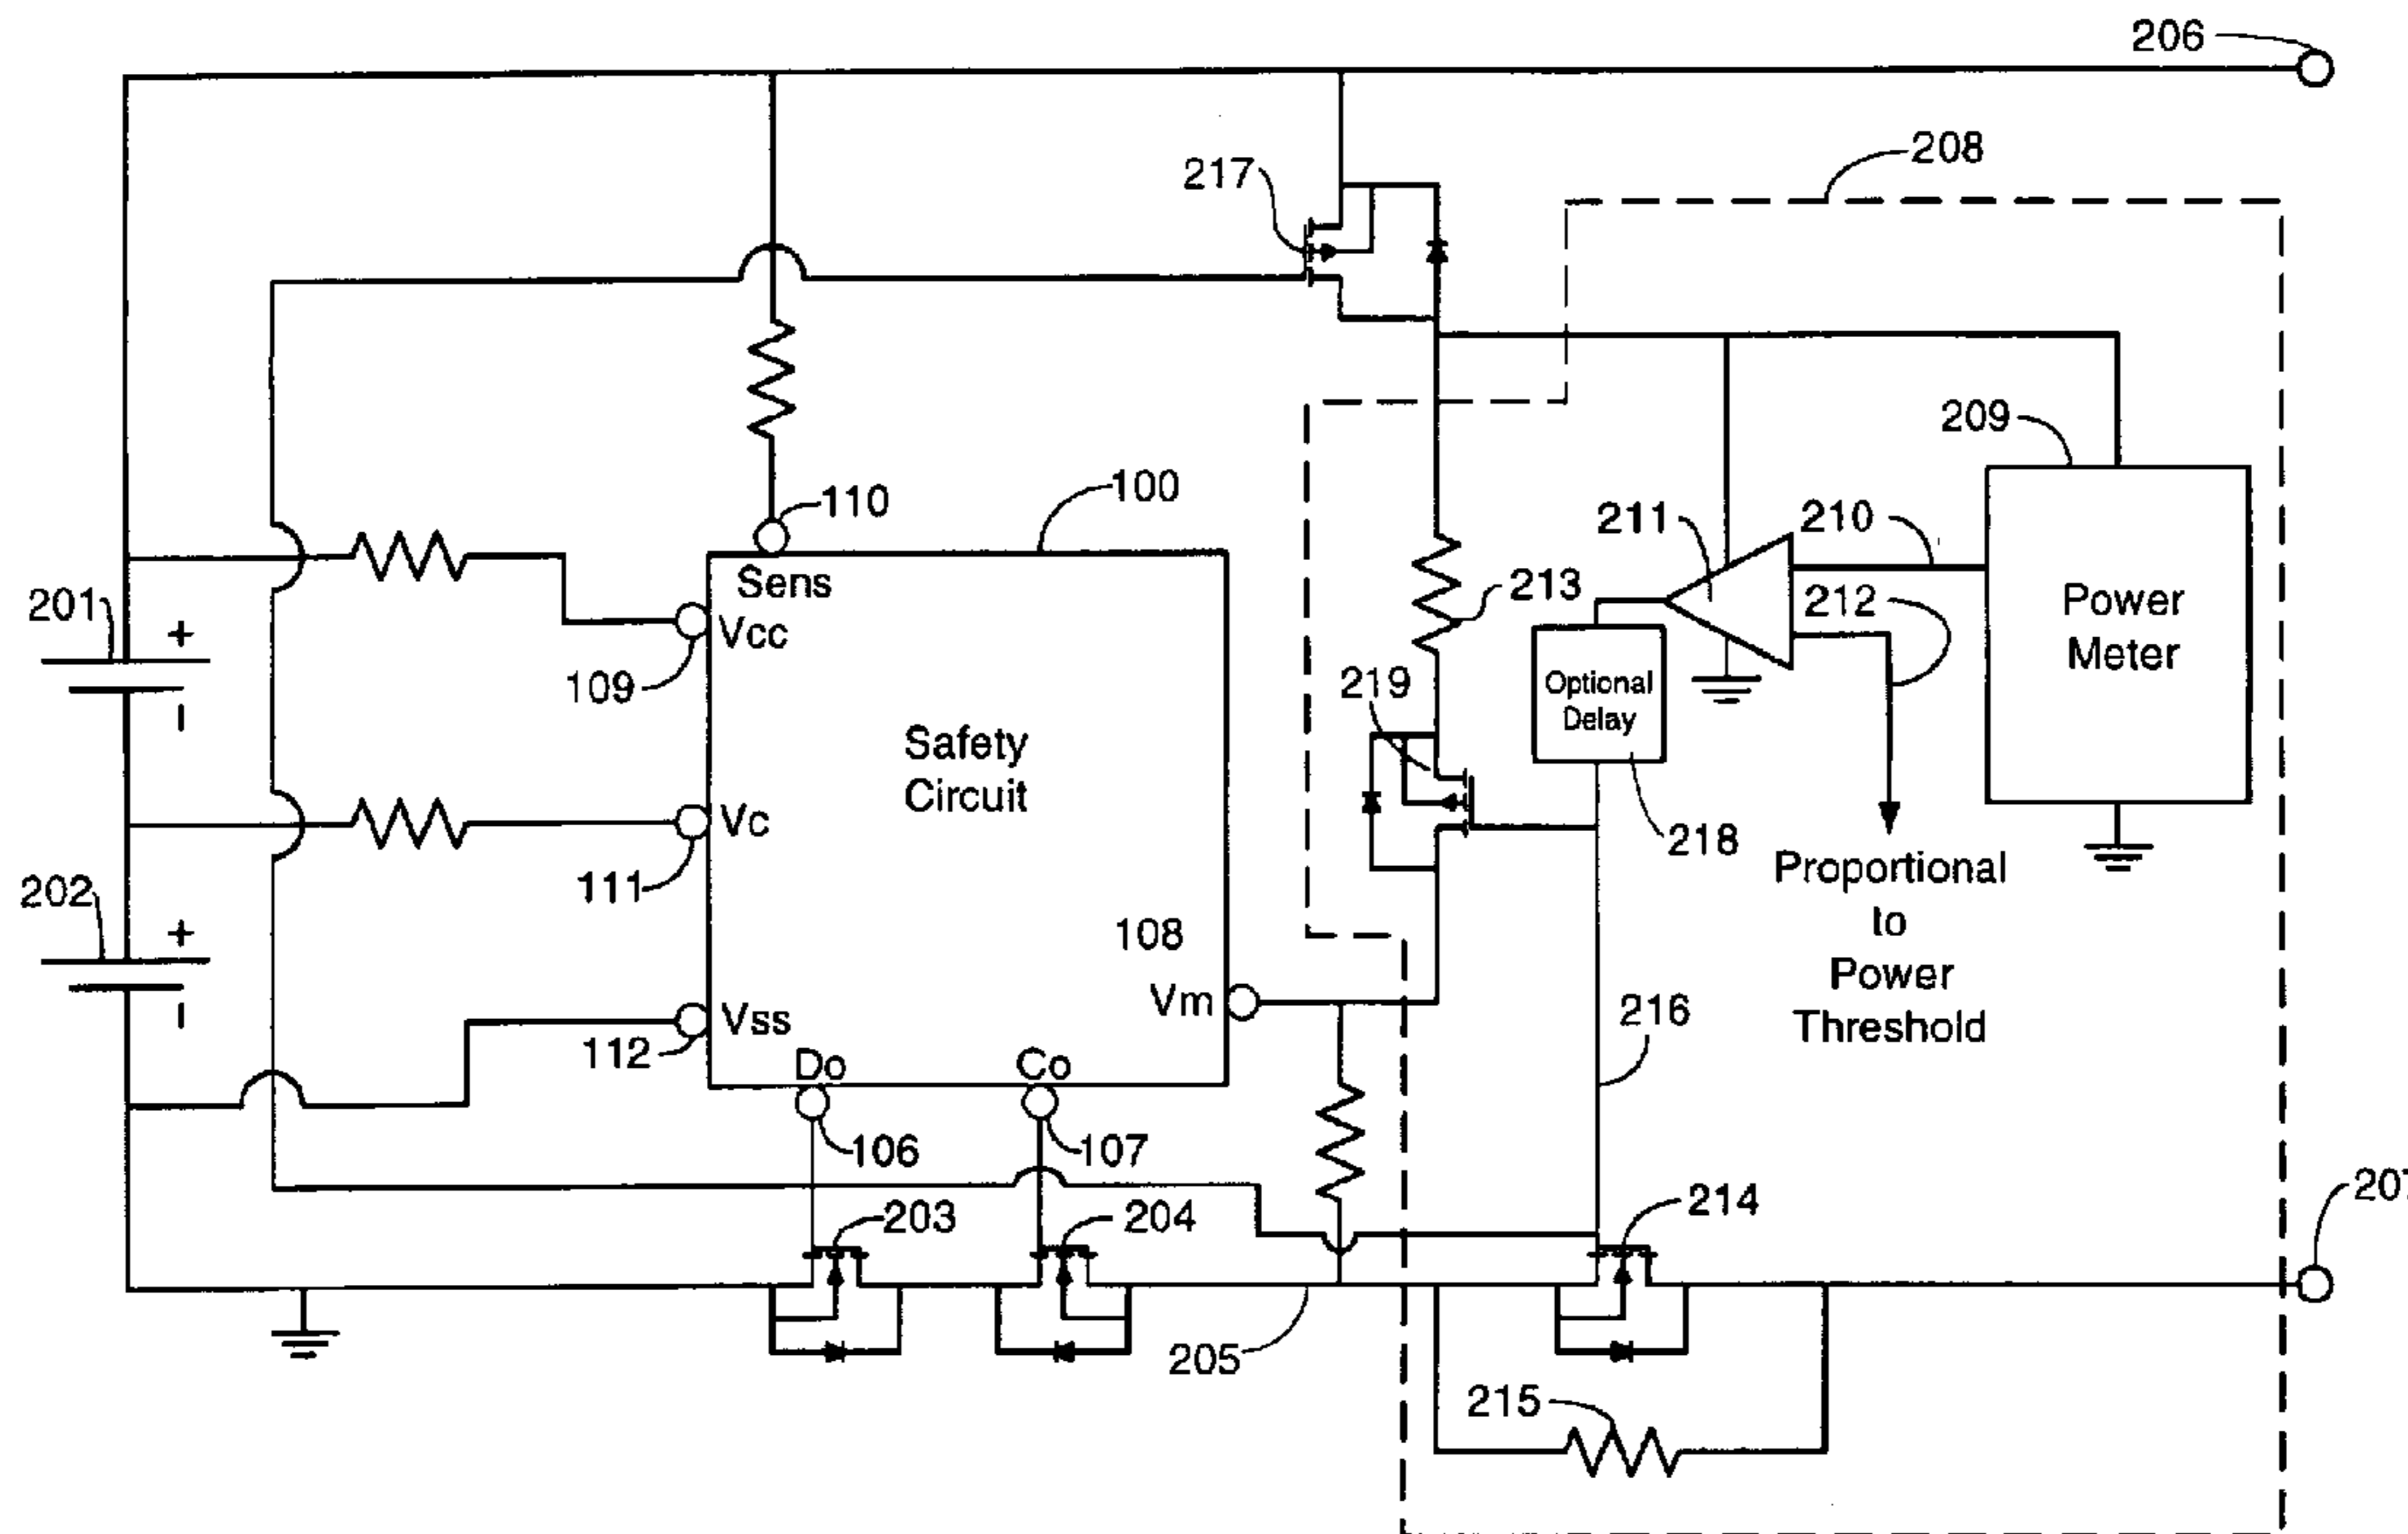 206
208
217
209
110
100
211
210
Sens
213
212
Power
Meter
201
+
Vcc
Optional
Delay
109
219
-
Safety
Circuit
Vc
218
Proportional
to
Power
Threshold
111
202
+
108
-
Vss
Vm
216
112
Do
Co
106
107
203
204
214
205
215